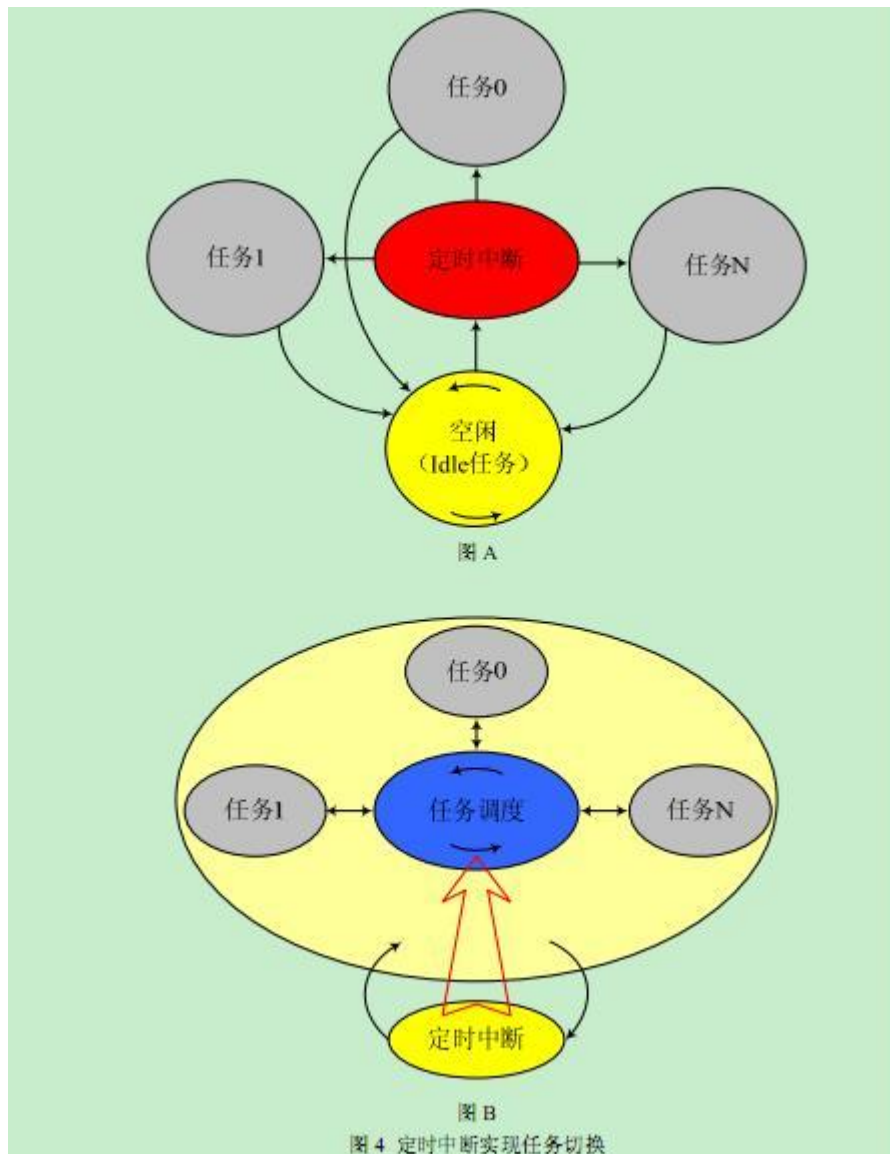 任务0
任务1
定时中断
任务N
空闲
（Idle任务）
图 A
任务0
任务1
任务调度
任务N
定时中断
图 B
图 4 定时中断实现任务切换